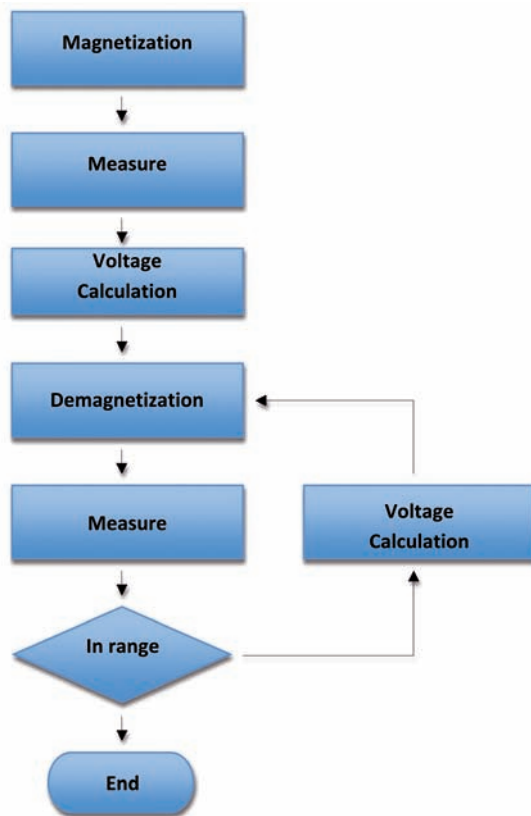 Magnetization
Measure
Voltage
Calculation
Demagnetization
Measure
Voltage
Calculation
In range
End